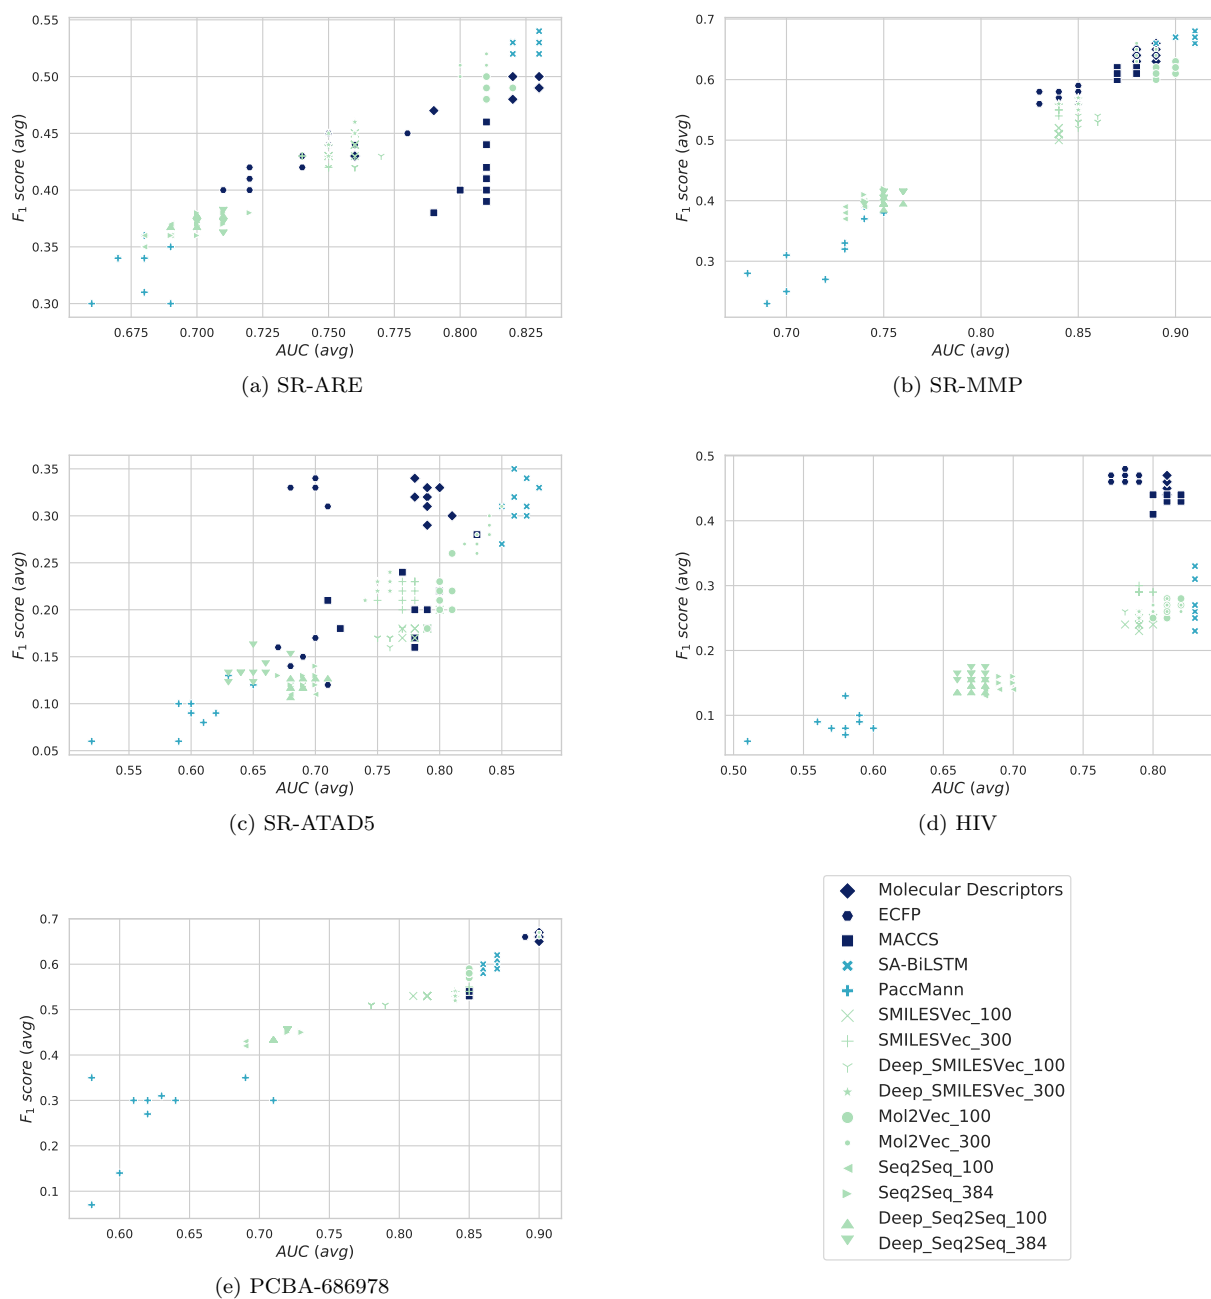 0.55
0.50
0.45
0.40
0.35
0.30
F1 score (avg)
0.675 0.700 0.725 0.750 0.775 0.800 0.825
AUC (avg)
(a) SR-ARE
0.7
0.6
0.5
0.4
0.3
F1 score (avg)
0.70 0.75 0.80 0.85 0.90
AUC (avg)
(b) SR-MMP
0.35
0.30
0.25
0.20
0.15
0.10
0.05
F1 score (avg)
0.55 0.60 0.65 0.70 0.75 0.80 0.85
AUC (avg)
(c) SR-ATAD5
0.5
0.4
0.3
0.2
0.1
F1 score (avg)
0.50 0.55 0.60 0.65 0.70 0.75 0.80
AUC (avg)
(d) HIV
0.7
0.6
0.5
0.4
0.3
0.2
0.1
F1 score (avg)
0.60 0.65 0.70 0.75 0.80 0.85 0.90
AUC (avg)
(e) PCBA-686978
Molecular Descriptors
ECFP
MACCS
SA-BiLSTM
PaccMann
SMILESVec_100
SMILESVec_300
Deep_SMILESVec_100
Deep_SMILESVec_300
Mol2Vec_100
Mol2Vec_300
Seq2Seq_100
Seq2Seq_384
Deep_Seq2Seq_100
Deep_Seq2Seq_384